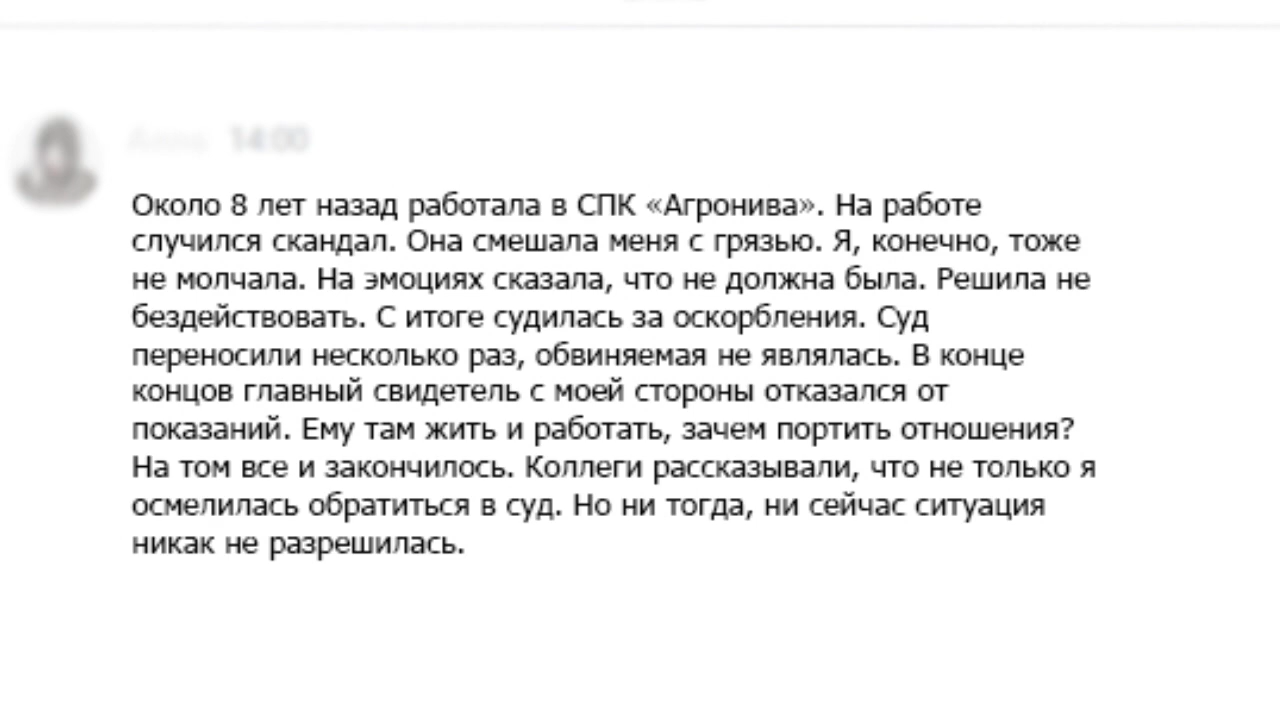 14:00
Около 8 лет назад работала в СПК «Агронива». На работе
случился скандал. Она смешала меня с грязью. Я, конечно, тоже
не молчала. На эмоциях сказала, что не должна была. Решила не
бездействовать. С итоге судилась за оскорбления. Суд
переносили несколько раз, обвиняемая не являлась. В конце
концов главный свидетель с моей стороны отказался от
показаний. Ему там жить и работать, зачем портить отношения?
На том все и закончилось. Коллеги рассказывали, что не только я
осмелилась обратиться в суд. Но ни тогда, ни сейчас ситуация
никак не разрешилась.